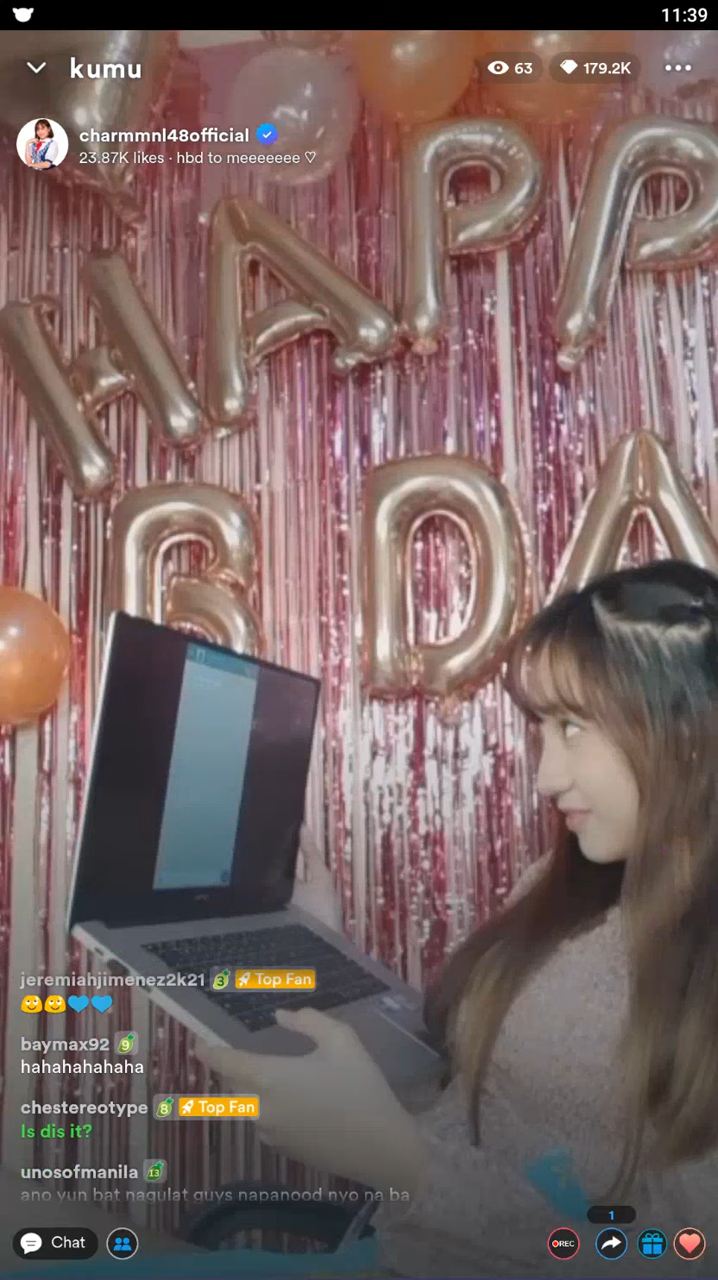 11:39
kumu
63
179.2K
charmmnl48official
23.87K likes · hbd to meeeeeee ♡
HAPP
B DA
jeremiahjimenez2k21 3 Top Fan
baymax92 9
hahahahahaha
chestereotype 8 Top Fan
Is dis it?
unosofmanila 13
ano yun bat nagulat guys napanood nyo na ba
1
Chat
REC